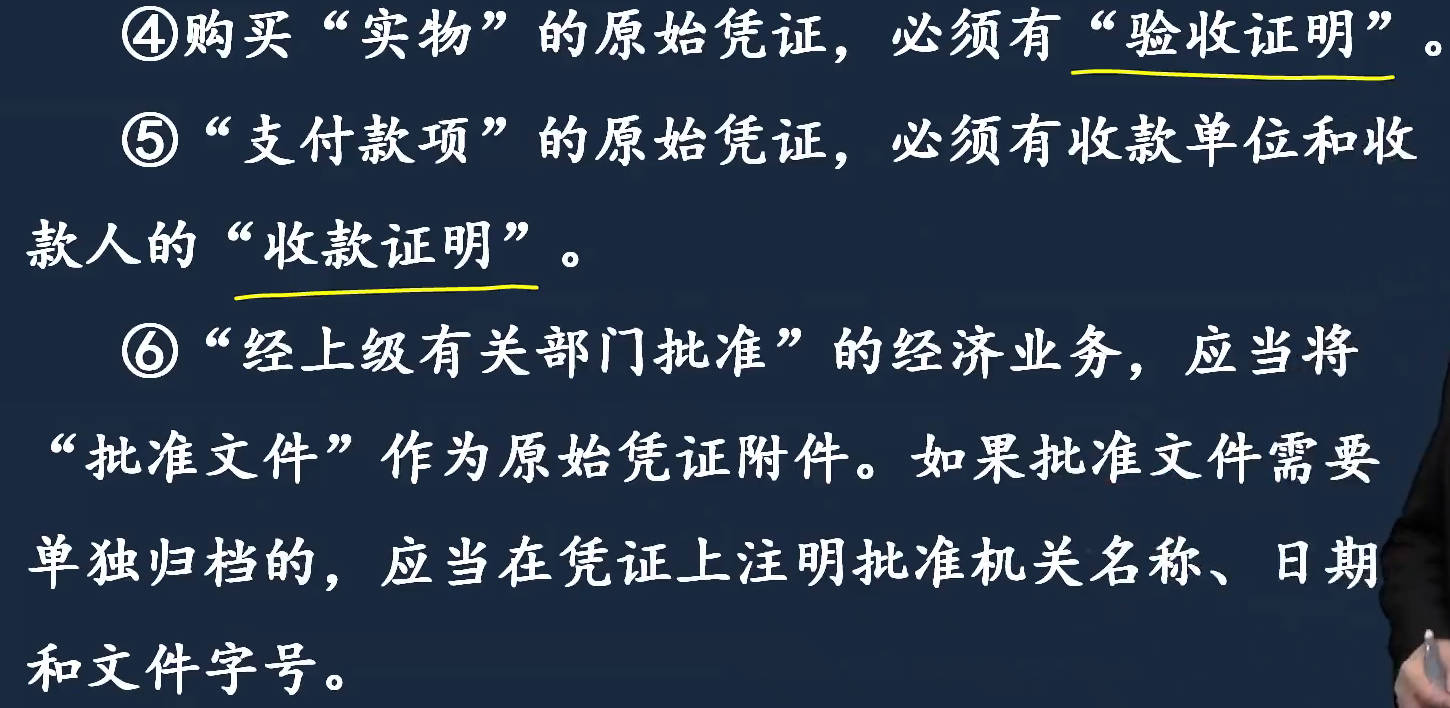 ④购买“实物”的原始凭证，必须有“验收证明”。
⑤“支付款项”的原始凭证，必须有收款单位和收
款人的“收款证明”。
⑥“经上级有关部门批准”的经济业务，应当将
“批准文件”作为原始凭证附件。如果批准文件需要
单独归档的，应当在凭证上注明批准机关名称、日期
和文件字号。